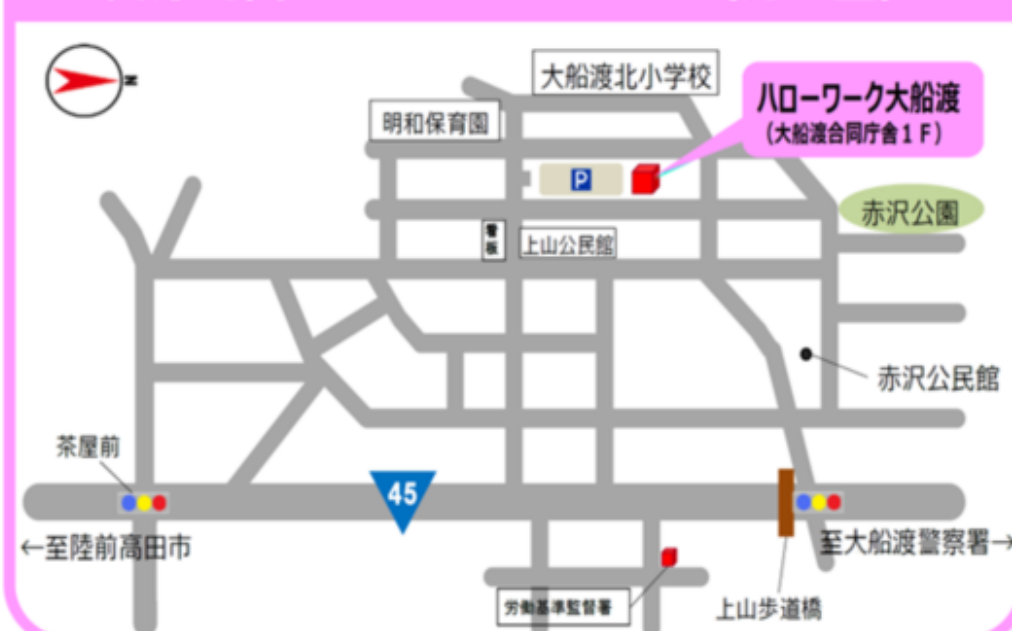 N
大船渡北小学校
ハローワーク大船渡
（大船渡合同庁舎１Ｆ）
明和保育園
P
赤沢公園
看板
上山公民館
赤沢公民館
茶屋前
45
←至陸前高田市
至大船渡警察署→
労働基準監督署
上山歩道橋